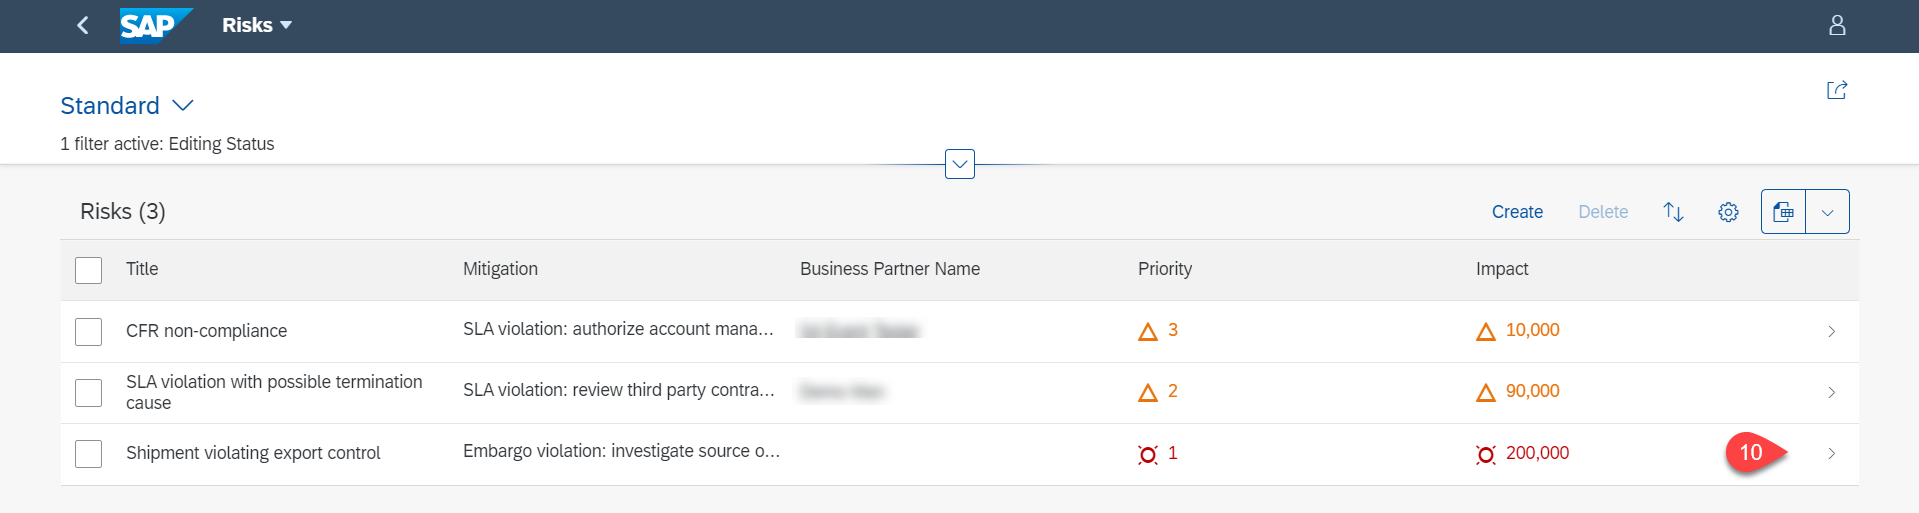 SAP Risks
Standard
1 filter active: Editing Status
Risks (3) Create Delete
Title Mitigation Business Partner Name Priority Impact
CFR non-compliance SLA violation: authorize account mana... 3 10,000
SLA violation with possible termination
cause SLA violation: review third party contra... 2 90,000
Shipment violating export control Embargo violation: investigate source o... 1 200,000 10